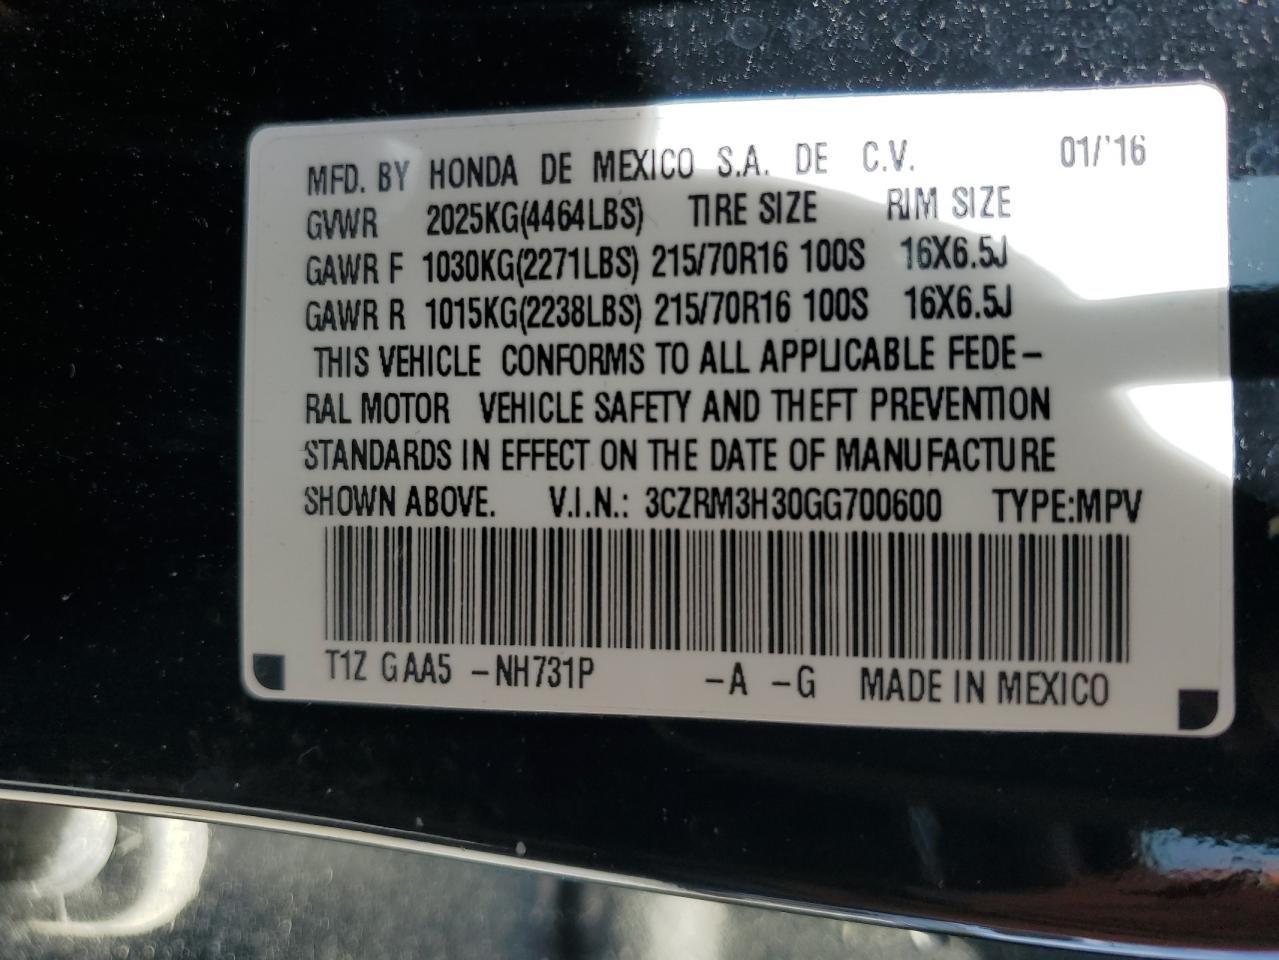 MFD. BY HONDA DE MEXICO S.A. DE C.V. 01/'16
GVWR 2025KG(4464LBS) TIRE SIZE RIM SIZE
GAWR F 1030KG(2271LBS) 215/70R16 100S 16X6.5J
GAWR R 1015KG(2238LBS) 215/70R16 100S 16X6.5J
THIS VEHICLE CONFORMS TO ALL APPLICABLE FEDE-
RAL MOTOR VEHICLE SAFETY AND THEFT PREVENTION
STANDARDS IN EFFECT ON THE DATE OF MANUFACTURE
SHOWN ABOVE. V.I.N.: 3CZRM3H30GG700600 TYPE:MPV
T1Z GAA5 -NH731P -A -G MADE IN MEXICO